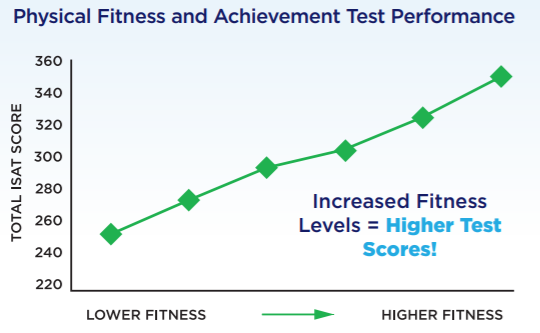 Physical Fitness and Achievement Test Performance
TOTAL ISAT SCORE
360
340
320
300
280
260
240
220
Increased Fitness
Levels = Higher Test
Scores!
LOWER FITNESS
HIGHER FITNESS